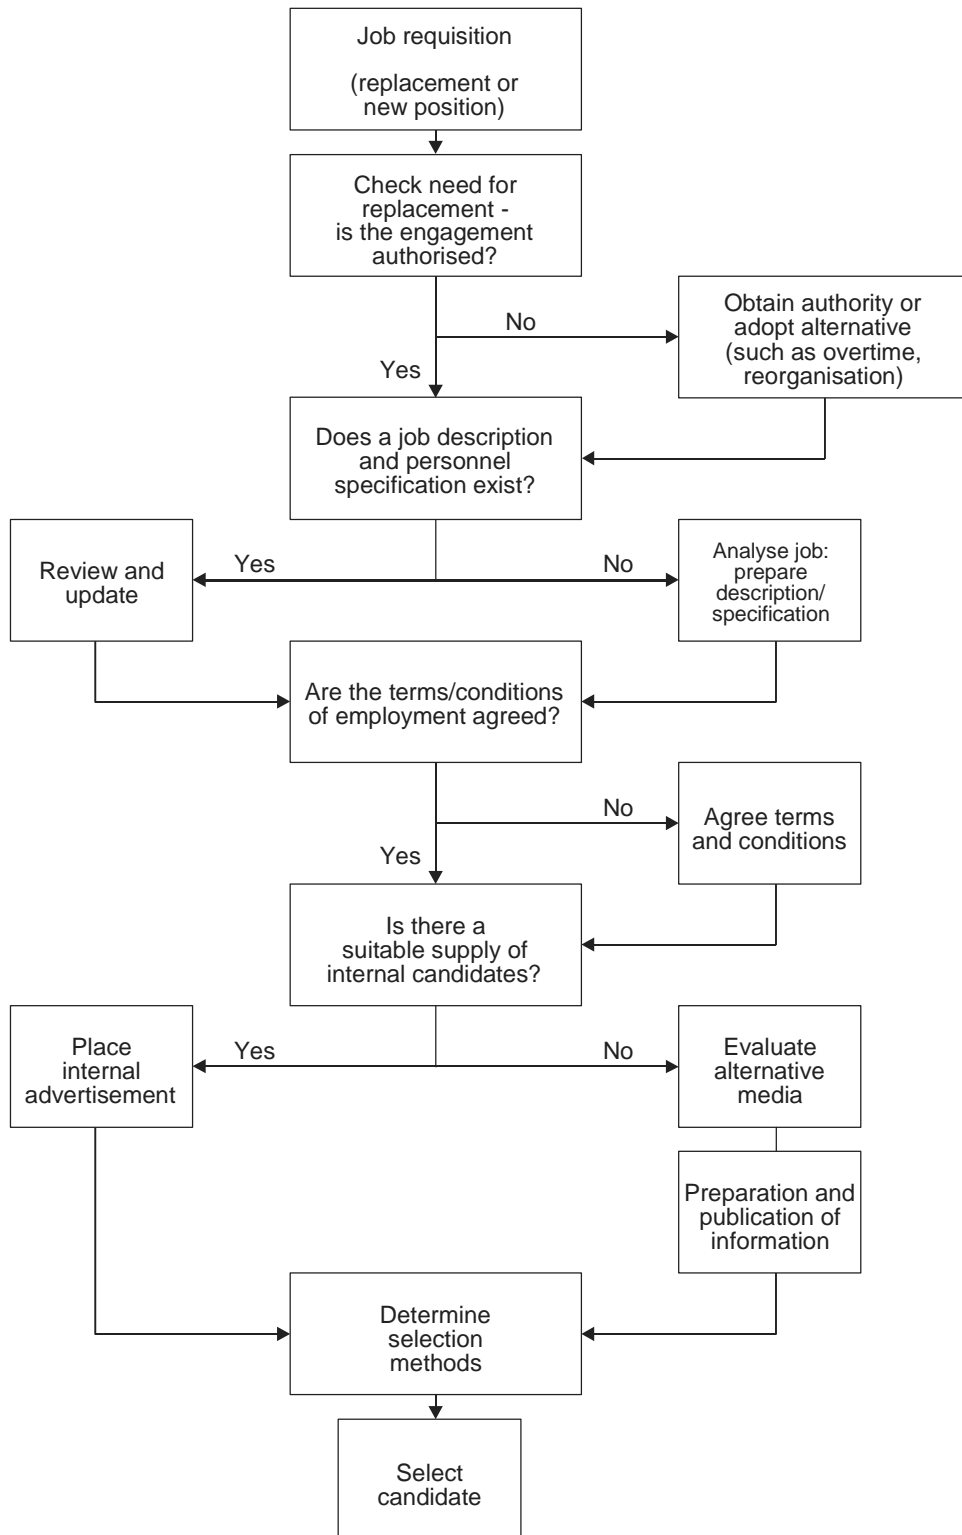 Job requisition
(replacement or
new position)
Check need for
replacement -
is the engagement
authorised?
No
Obtain authority or
adopt alternative
(such as overtime,
reorganisation)
Yes
Does a job description
and personnel
specification exist?
Review and
update
Yes
No
Analyse job:
prepare
description/
specification
Are the terms/conditions
of employment agreed?
No
Agree terms
and conditions
Yes
Is there a
suitable supply of
internal candidates?
Place
internal
advertisement
Yes
No
Evaluate
alternative
media
Preparation and
publication of
information
Determine
selection
methods
Select
candidate